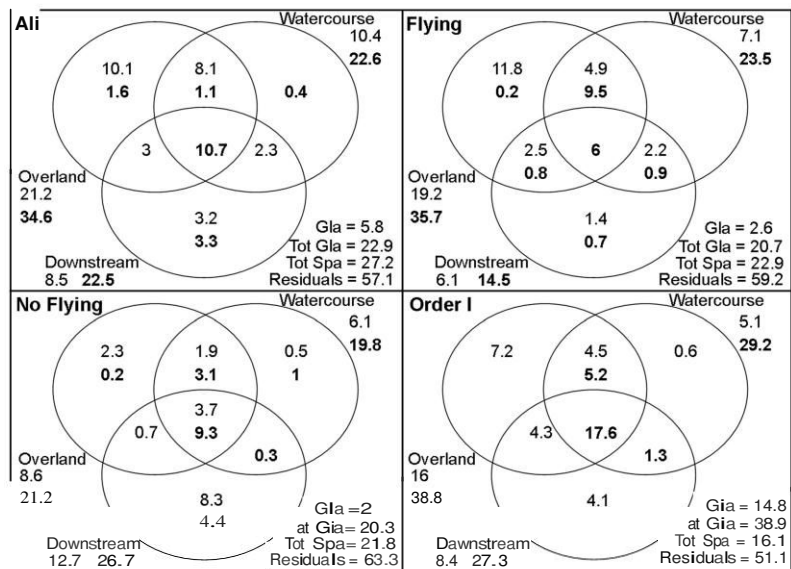 Ali
Watercourse
10.4
22.6
10.1 8.1
1.6 1.1 0.4
3 10.7 2.3
Overland
21.2
34.6
3.2
3.3
Downstream
8.5 22.5
Gla = 5.8
Tot Gla = 22.9
Tot Spa = 27.2
Residuals = 57.1
Flying
Watercourse
7.1
23.5
11.8 4.9
0.2 9.5
2.5 6 2.2
0.8 0.9
Overland
19.2
35.7
1.4
0.7
Downstream
6.1 14.5
Gla = 2.6
Tot Gla = 20.7
Tot Spa = 22.9
Residuals = 59.2
No Flying
Watercourse
6.1
19.8
2.3 1.9 0.5
0.2 3.1 1
3.7
0.7 9.3
0.3
Overland
8.6
21.2
8.3
4.4
Downstream
12.7 26.7
Gla =2
at Gia = 20.3
Tot Spa= 21.8
Residuals = 63.3
Order I
Watercourse
5.1
29.2
7.2 4.5 0.6
5.2
4.3 17.6
1.3
Overland
16
38.8
4.1
Dawnstream
8.4 27.3
Gia = 14.8
at Gia = 38.9
Tot Spa = 16.1
Residuals = 51.1